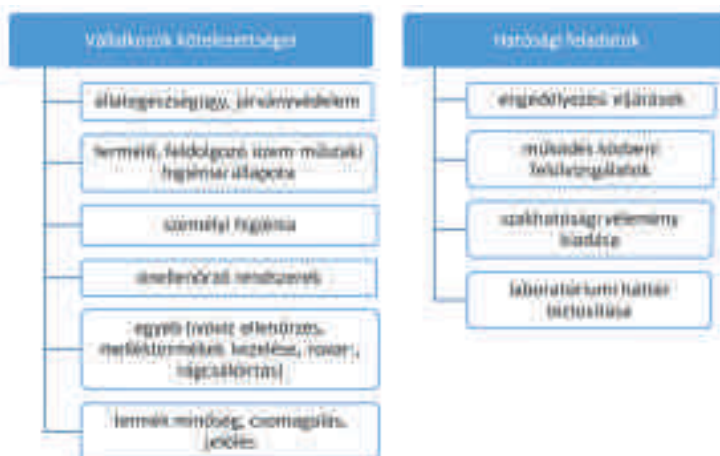 Vállalkozók kötelezettségei
állategészségügy, járványvédelem
termelő, feldolgozó üzem műszaki
higiéniai állapota
személyi higiénia
önellenőrző rendszerek
egyéb (ivóvíz ellenőrzés,
melléktermékek kezelése, rovar-,
rágcsálóirtás)
termék minőség, csomagolás,
jelölés
Hatósági feladatok
engedélyezési eljárások
működés közbeni
felülvizsgálatok
szakhatósági vélemény
kiadása
laboratóriumi háttér
biztosítása